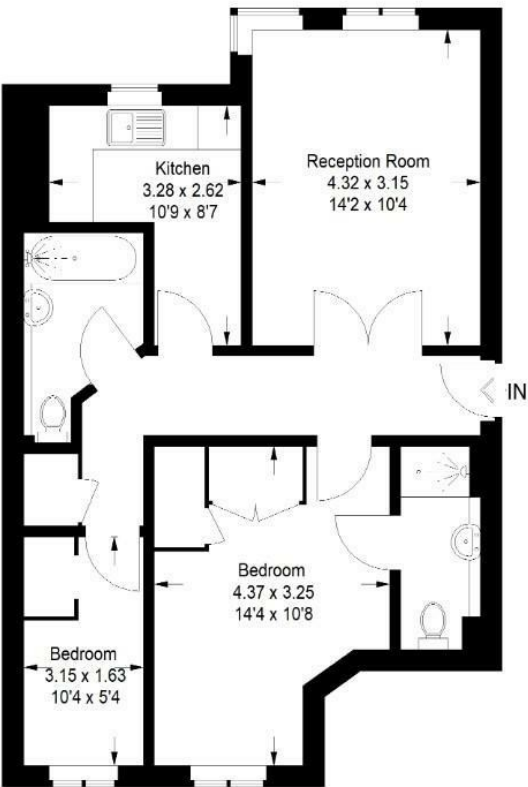 Kitchen
3.28 x 2.62
10'9 x 8'7
Reception Room
4.32 x 3.15
14'2 x 10'4
IN
Bedroom
4.37 x 3.25
14'4 x 10'8
Bedroom
3.15 x 1.63
10'4 x 5'4